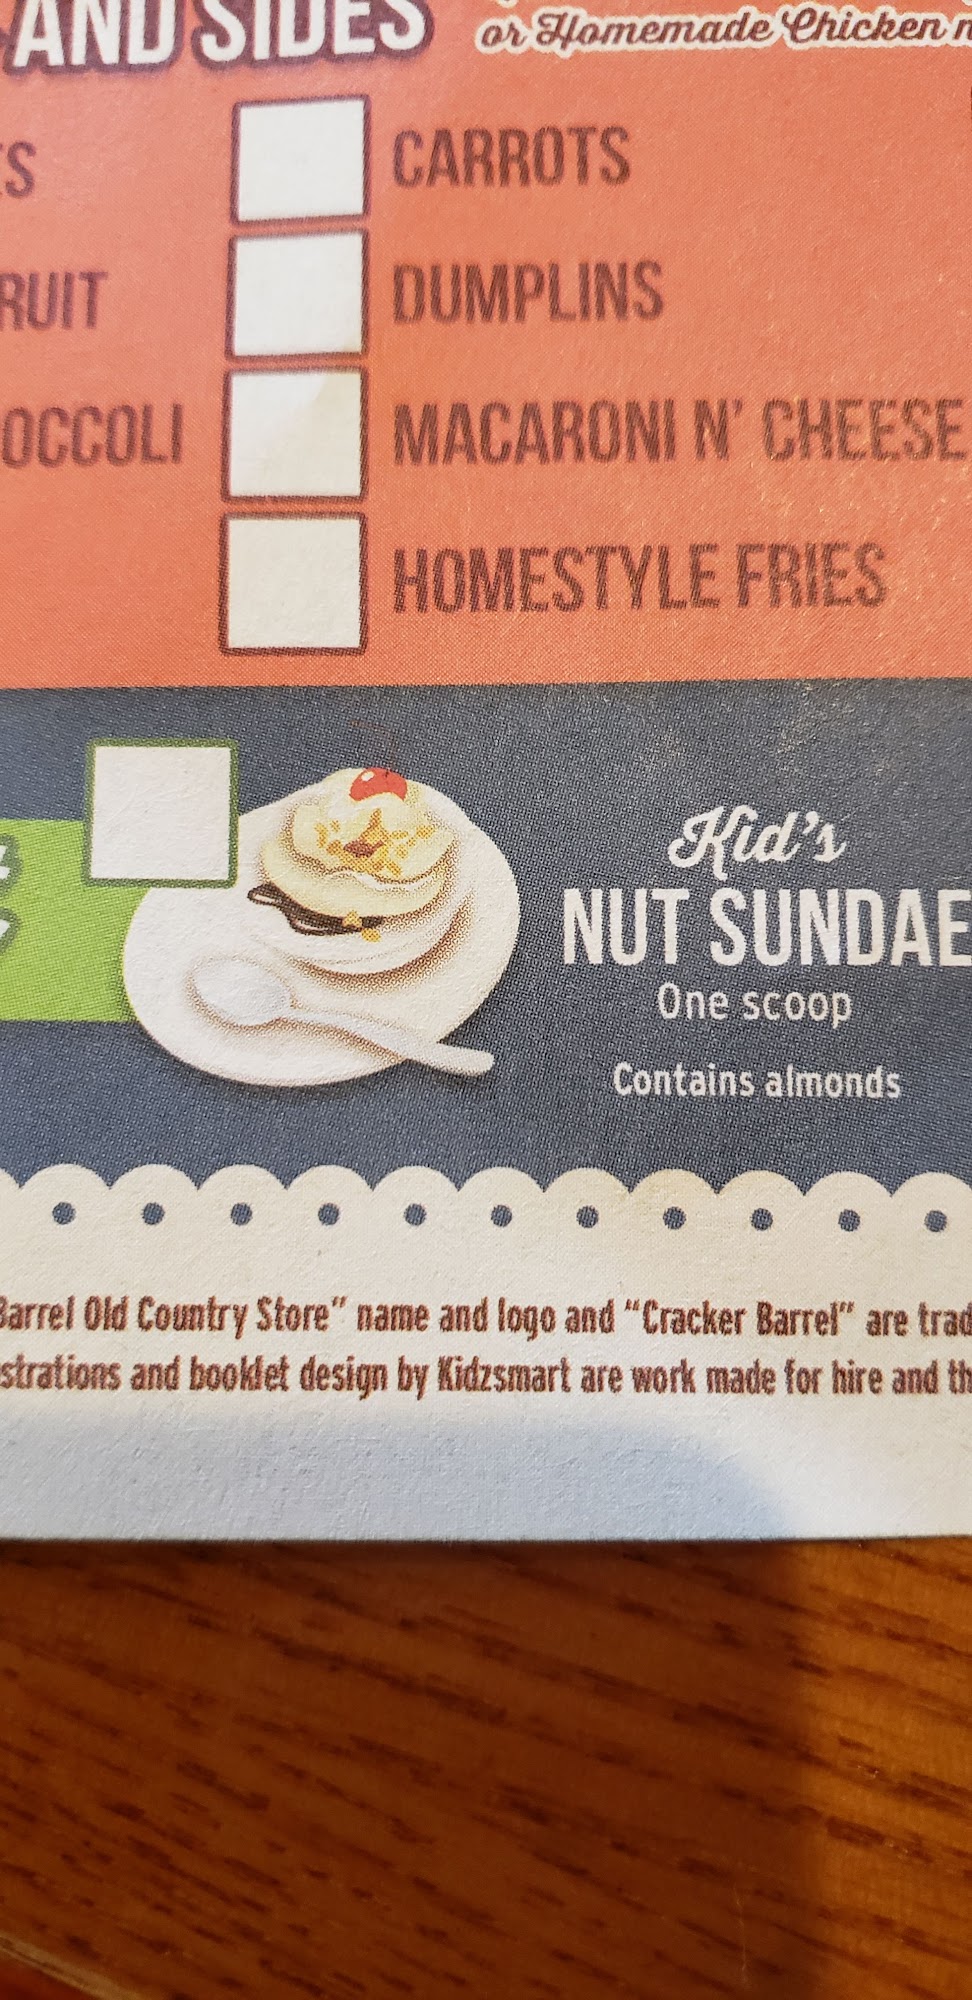 AND SIDES
or Homemade Chicken
CARROTS
RUIT
DUMPLINS
OCCOLI
MACARONI N' CHEESE
HOMESTYLE FRIES
Kid's
NUT SUNDAE
One scoop
Contains almonds
Barrel Old Country Store" name and logo and "Cracker Barrel" are trad
strations and booklet design by Kidzsmart are work made for hire and th